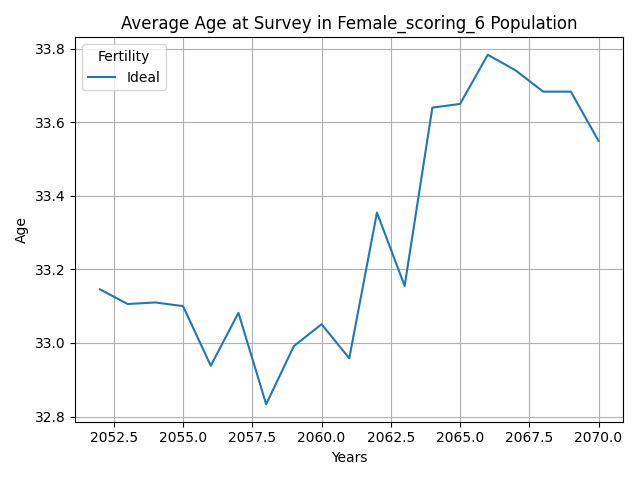 Average Age at Survey in Female_scoring_6 Population
Fertility
Ideal
33.8
33.6
33.4
33.2
33.0
32.8
Age
2052.5 2055.0 2057.5 2060.0 2062.5 2065.0 2067.5 2070.0
Years